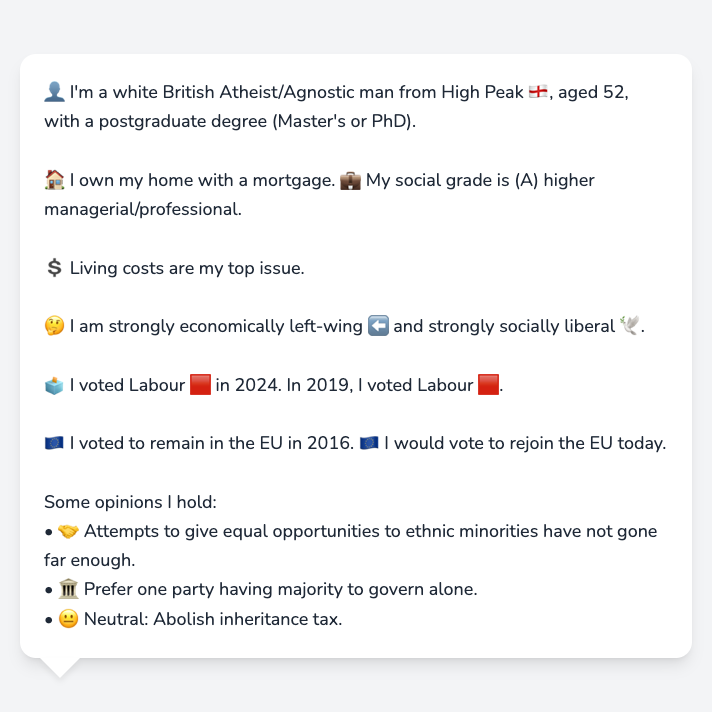 👤 I'm a white British Atheist/Agnostic man from High Peak 🏴󠁧󠁢󠁥󠁮󠁧󠁿, aged 52,
with a postgraduate degree (Master's or PhD).
🏠 I own my home with a mortgage. 💼 My social grade is (A) higher
managerial/professional.
💲 Living costs are my top issue.
🤔 I am strongly economically left-wing ⬅️ and strongly socially liberal 🕊️.
🗳️ I voted Labour 🟥 in 2024. In 2019, I voted Labour 🟥.
🇪🇺 I voted to remain in the EU in 2016. 🇪🇺 I would vote to rejoin the EU today.
Some opinions I hold:
• 🤝 Attempts to give equal opportunities to ethnic minorities have not gone
far enough.
• 🏛️ Prefer one party having majority to govern alone.
• 😐 Neutral: Abolish inheritance tax.